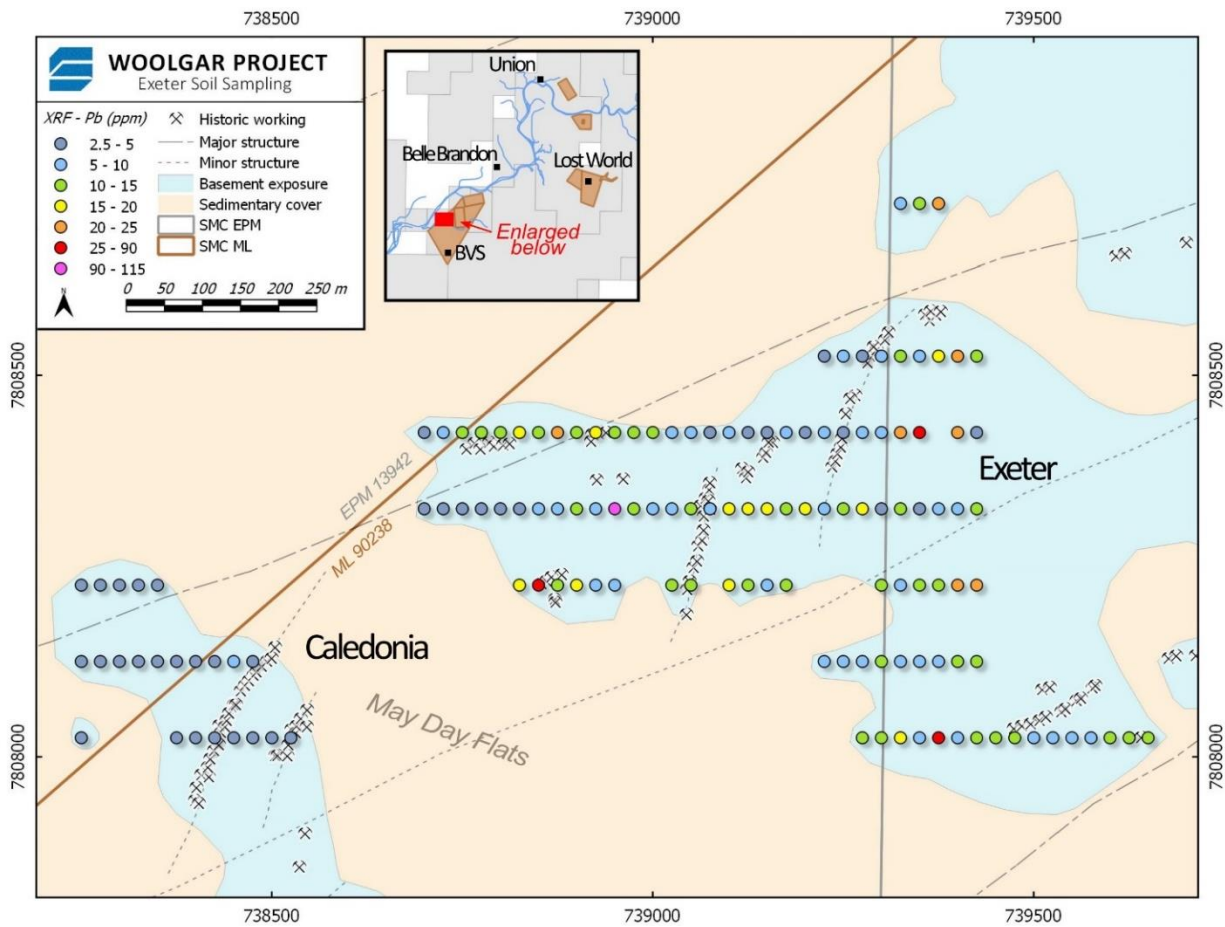 738500 739000 739500
WOOLGAR PROJECT
Exeter Soil Sampling
XRF - Pb (ppm)
2.5 - 5
5 - 10
10 - 15
15 - 20
20 - 25
25 - 90
90 - 115
N
Historic working
Major structure
Minor structure
Basement exposure
Sedimentary cover
SMC EPM
SMC ML
0 50 100 150 200 250 m
Union
Belle Brandon
Lost World
Enlarged
below
BVS
7808500 7808500
EPM 13942
ML 90238
Exeter
Caledonia
May Day Flats
7808000 7808000
738500 739000 739500